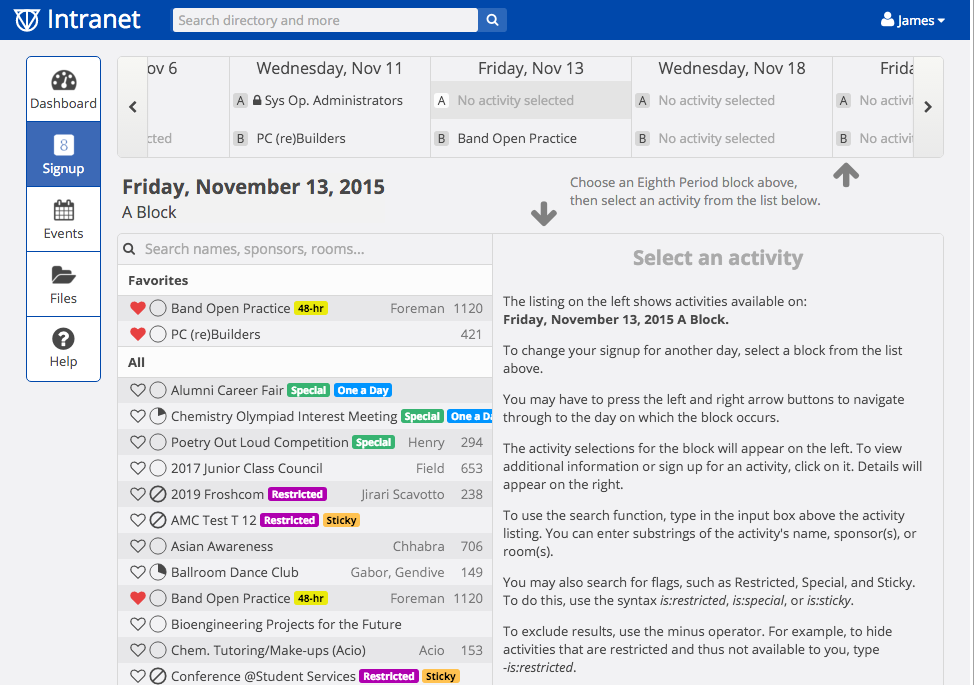 Intranet
Search directory and more
James
Dashboard
8
Signup
Events
Files
Help
ov 6
cted
Wednesday, Nov 11
A Sys Op. Administrators
B PC (re)Builders
Friday, Nov 13
A No activity selected
B Band Open Practice
Wednesday, Nov 18
A No activity selected
B No activity selected
Frida
A No activi
B No activi
Friday, November 13, 2015
A Block
Choose an Eighth Period block above,
then select an activity from the list below.
Search names, sponsors, rooms...
Favorites
Band Open Practice 48-hr Foreman 1120
PC (re)Builders 421
All
Alumni Career Fair Special One a Day
Chemistry Olympiad Interest Meeting Special One a Da
Poetry Out Loud Competition Special Henry 294
2017 Junior Class Council Field 653
2019 Froshcom Restricted Jirari Scavotto 238
AMC Test T 12 Restricted Sticky
Asian Awareness Chhabra 706
Ballroom Dance Club Gabor, Gendive 149
Band Open Practice 48-hr Foreman 1120
Bioengineering Projects for the Future
Chem. Tutoring/Make-ups (Acio) Acio 153
Conference @Student Services Restricted Sticky
Select an activity
The listing on the left shows activities available on:
Friday, November 13, 2015 A Block.
To change your signup for another day, select a block from the list
above.
You may have to press the left and right arrow buttons to navigate
through to the day on which the block occurs.
The activity selections for the block will appear on the left. To view
additional information or sign up for an activity, click on it. Details will
appear on the right.
To use the search function, type in the input box above the activity
listing. You can enter substrings of the activity's name, sponsor(s), or
room(s).
You may also search for flags, such as Restricted, Special, and Sticky.
To do this, use the syntax is:restricted, is:special, or is:sticky.
To exclude results, use the minus operator. For example, to hide
activities that are restricted and thus not available to you, type
-is:restricted.